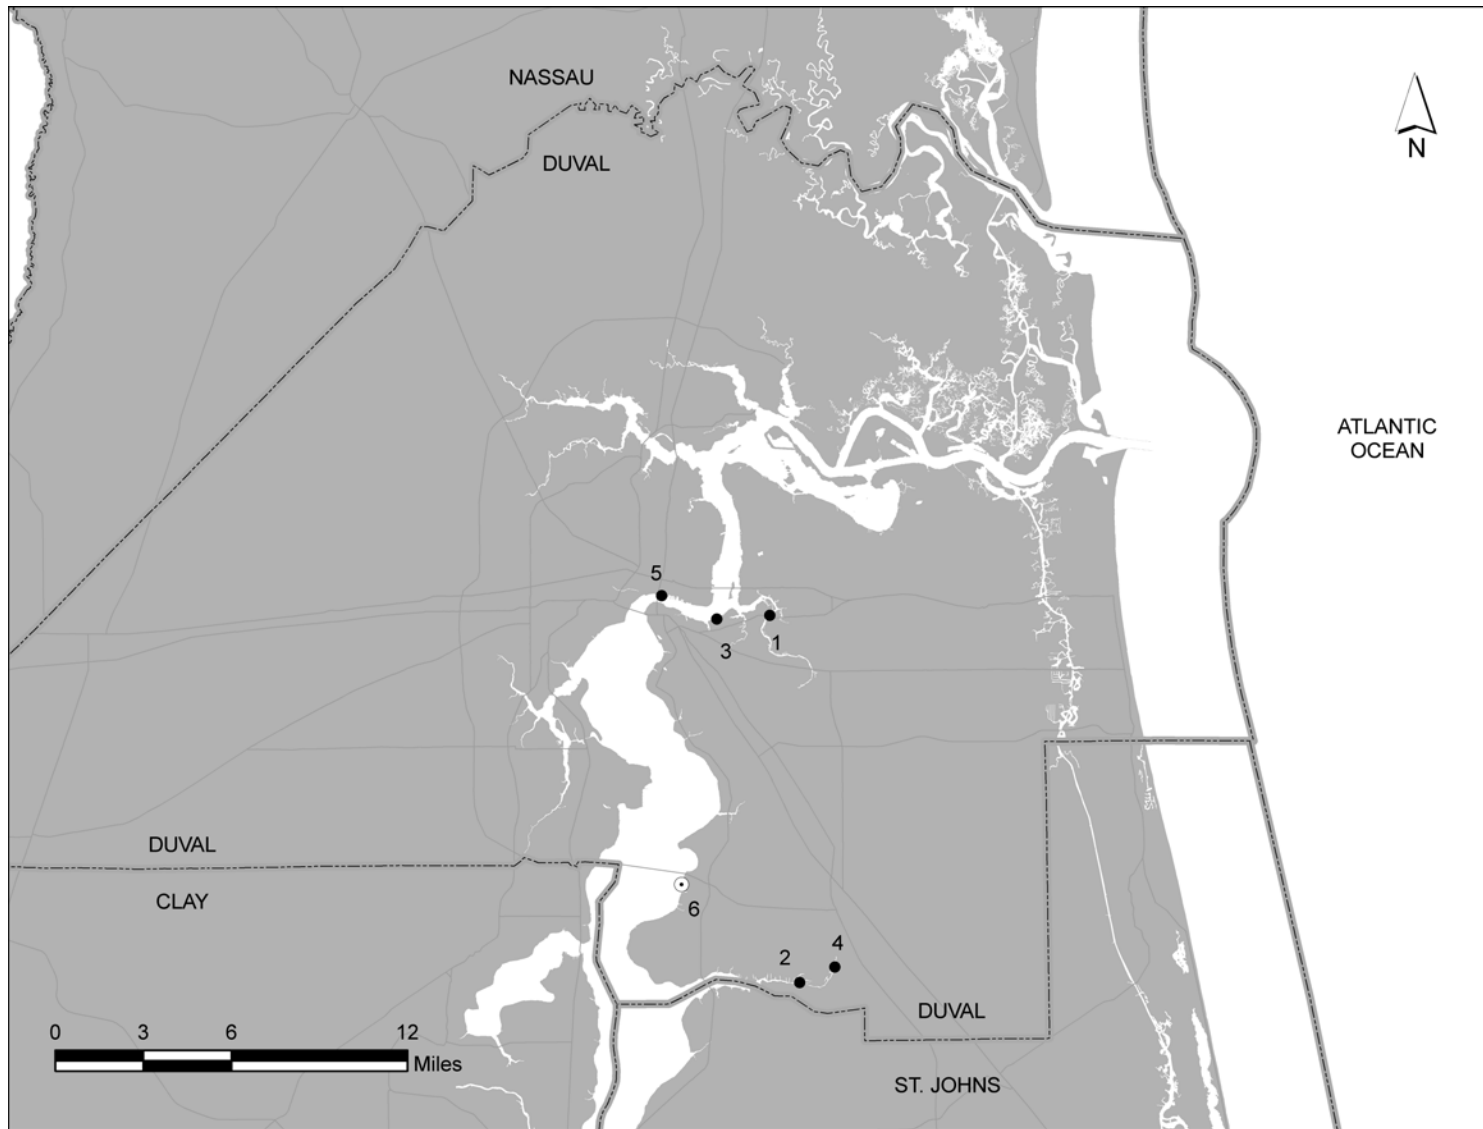 NASSAU
DUVAL
N
ATLANTIC
OCEAN
5
3
1
DUVAL
CLAY
6
2
4
DUVAL
0 3 6 12
Miles
ST. JOHNS